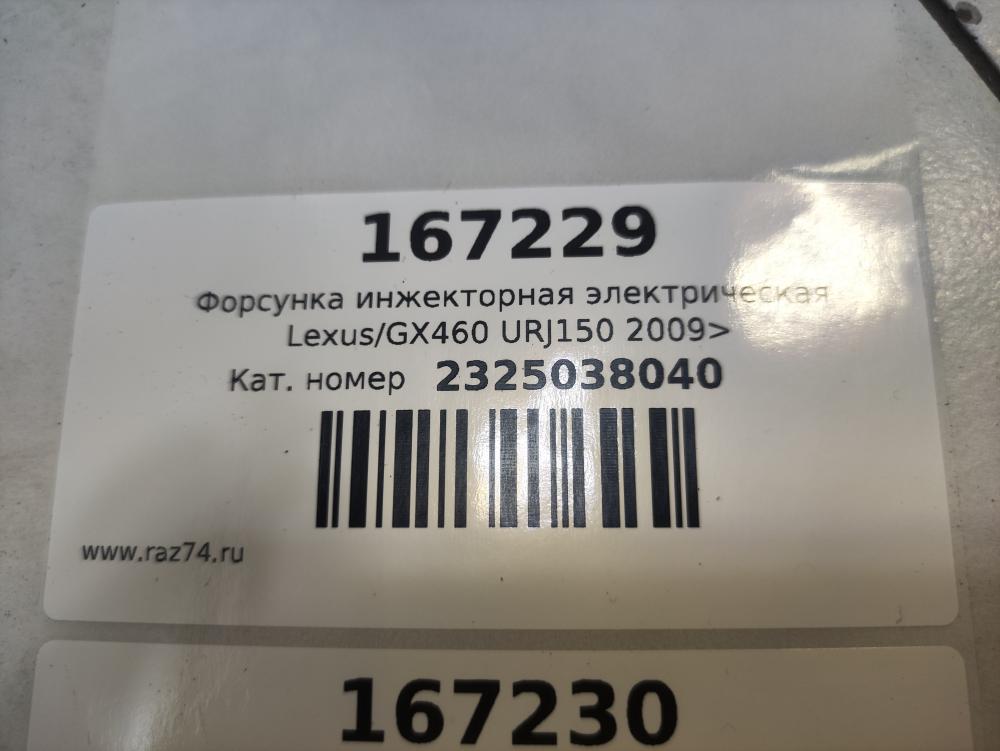 167229
Форсунка инжекторная электрическая
Lexus/GX460 URJ150 2009>
Кат. номер 2325038040
www.raz74.ru
167230